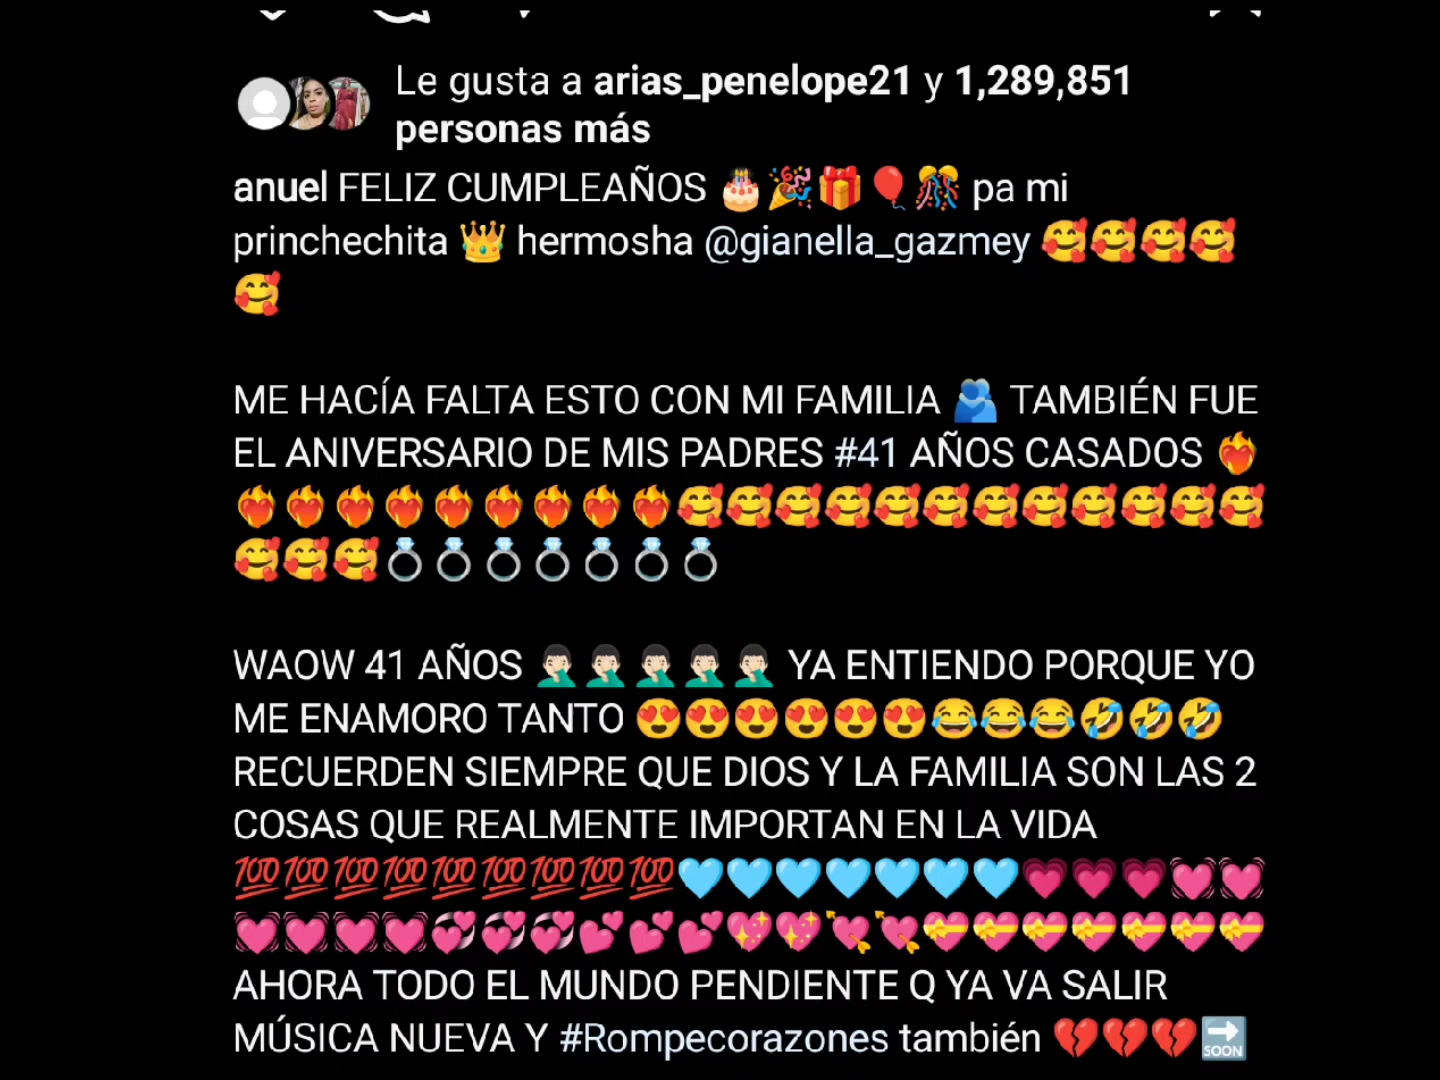 Le gusta a arias_penelope21 y 1,289,851
personas más
anuel FELIZ CUMPLEAÑOS 🎂🎉🎁🎈🎊 pa mi
princhechita 👑 hermosha @gianella_gazmey 🥰🥰🥰🥰
🥰
ME HACÍA FALTA ESTO CON MI FAMILIA 🫂 TAMBIÉN FUE
EL ANIVERSARIO DE MIS PADRES #41 AÑOS CASADOS ❤️‍🔥
❤️‍🔥❤️‍🔥❤️‍🔥❤️‍🔥❤️‍🔥❤️‍🔥❤️‍🔥❤️‍🔥❤️‍🔥🥰🥰🥰🥰🥰🥰🥰🥰🥰🥰🥰🥰
🥰🥰🥰💍💍💍💍💍💍💍
WAOW 41 AÑOS 🤦🏻‍♂️🤦🏻‍♂️🤦🏻‍♂️🤦🏻‍♂️🤦🏻‍♂️ YA ENTIENDO PORQUE YO
ME ENAMORO TANTO 😍😍😍😍😍😍😂😂😂🤣🤣🤣
RECUERDEN SIEMPRE QUE DIOS Y LA FAMILIA SON LAS 2
COSAS QUE REALMENTE IMPORTAN EN LA VIDA
💯💯💯💯💯💯💯💯💯🩵🩵🩵🩵🩵🩵🩵💗💗💗💓💓
💓💓💓💓💞💞💞💕💕💕💖💖💘💘💝💝💝💝💝💝💝
AHORA TODO EL MUNDO PENDIENTE Q YA VA SALIR
MÚSICA NUEVA Y #Rompecorazones también 💔💔💔🔜